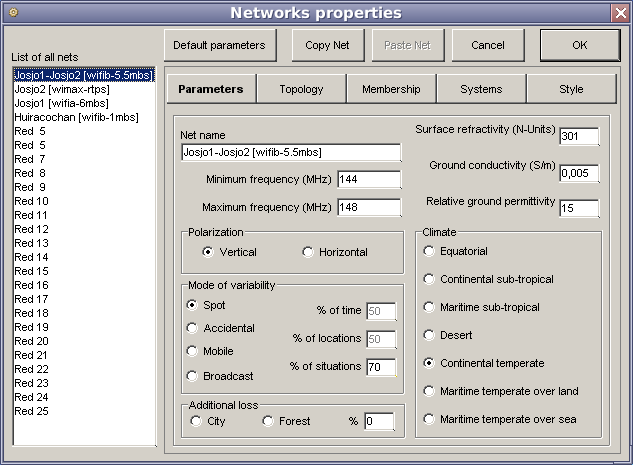 Networks properties
Default parameters
Copy Net
Paste Net
Cancel
OK
List of all nets
Josjo1-Josjo2 [wifib-5.5mbs]
Josjo2 [wimax-rtps]
Josjo1 [wifia-6mbs]
Huiracochan [wifib-1mbs]
Red  5
Red  5
Red  7
Red  8
Red  9
Red 10
Red 11
Red 12
Red 13
Red 14
Red 15
Red 16
Red 17
Red 18
Red 19
Red 20
Red 21
Red 22
Red 23
Red 24
Red 25
Parameters
Topology
Membership
Systems
Style
Net name
Josjo1-Josjo2 [wifib-5.5mbs]
Minimum frequency (MHz) 144
Maximum frequency (MHz) 148
Polarization
Vertical
Horizontal
Mode of variability
Spot
Accidental
Mobile
Broadcast
% of time 50
% of locations 50
% of situations 70
Additional loss
City
Forest
% 0
Surface refractivity (N-Units) 301
Ground conductivity (S/m) 0,005
Relative ground permittivity 15
Climate
Equatorial
Continental sub-tropical
Maritime sub-tropical
Desert
Continental temperate
Maritime temperate over land
Maritime temperate over sea